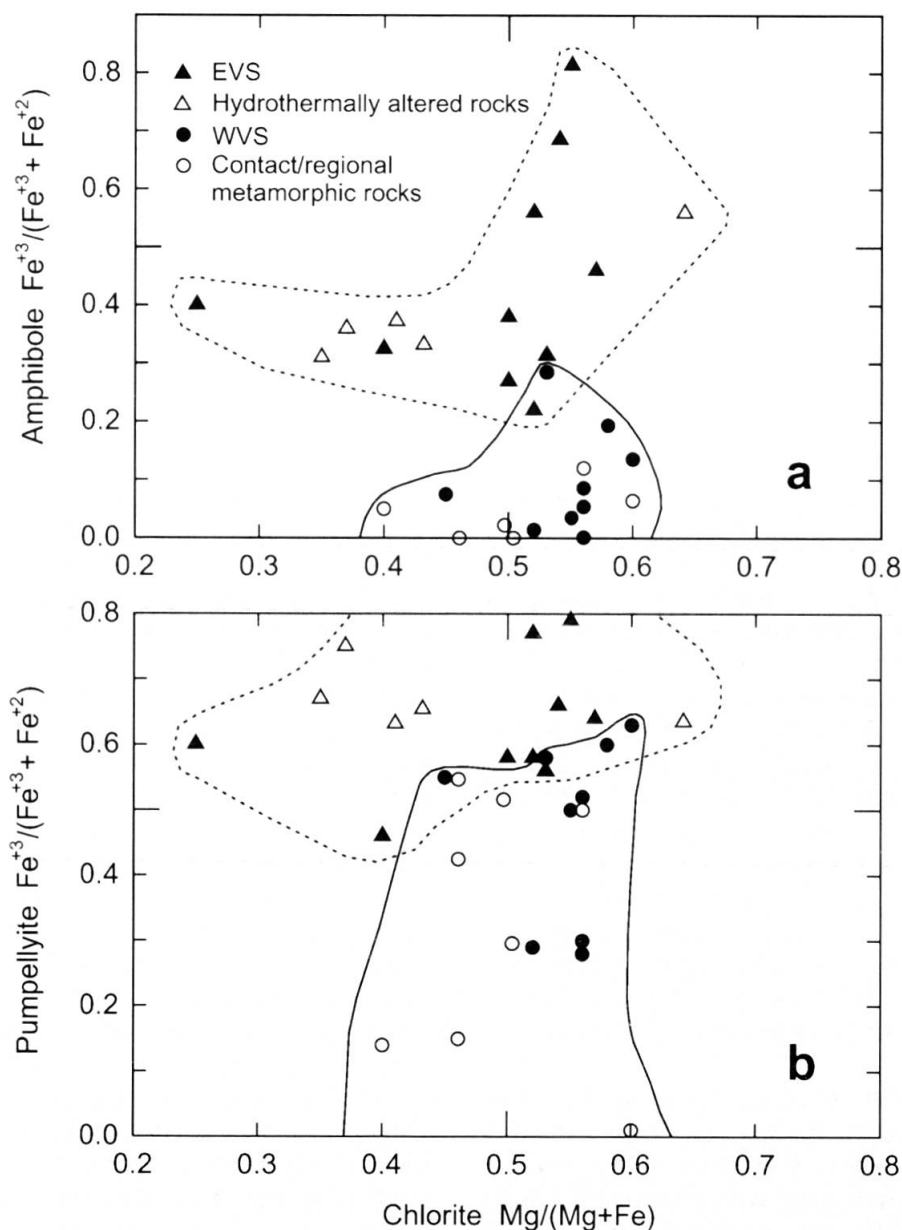 0.8
0.6
0.4
0.2
0.0
Amphibole Fe⁺³/(Fe⁺³ + Fe⁺²)
▲ EVS
△ Hydrothermally altered rocks
● WVS
○ Contact/regional
metamorphic rocks
a
0.2 0.3 0.4 0.5 0.6 0.7 0.8
0.8
0.6
0.4
0.2
0.0
Pumpellyite Fe⁺³/(Fe⁺³ + Fe⁺²)
b
0.2 0.3 0.4 0.5 0.6 0.7 0.8
Chlorite Mg/(Mg+Fe)